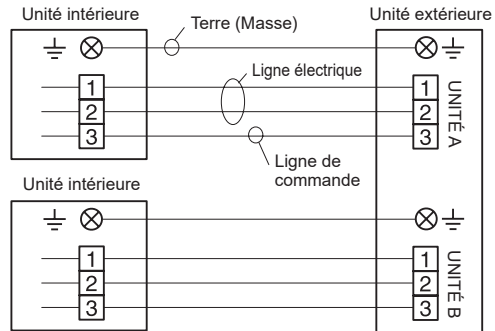 Unité intérieure
Unité extérieure
Terre (Masse)
Ligne électrique
1
2
3
1
2
3
UNITÉ A
Ligne de
commande
Unité intérieure
1
2
3
1
2
3
UNITÉ B